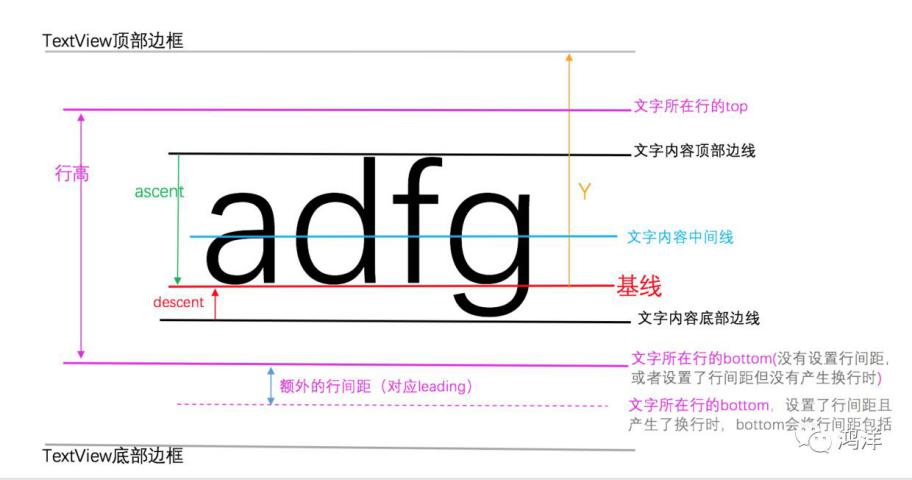 TextView顶部边框
文字所在行的top
文字内容顶部边线
行高
ascent
adfg
Y
文字内容中间线
基线
descent
文字内容底部边线
文字所在行的bottom(没有设置行间距，
或者设置了行间距但没有产生换行时)
额外的行间距（对应leading）
文字所在行的bottom，设置了行间距且
产生了换行时，bottom会将行间距包括
鸿洋
TextView底部边框